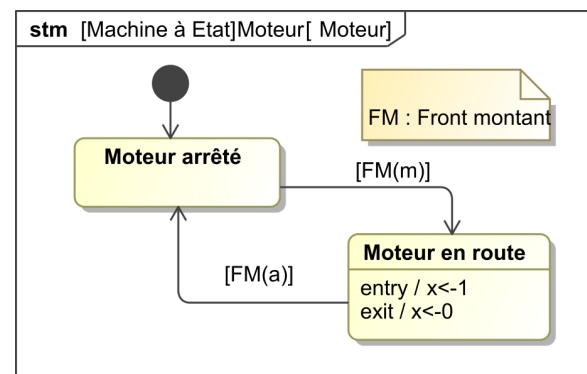 stm [Machine à Etat]Moteur[ Moteur]
FM : Front montant
Moteur arrêté
[FM(m)]
[FM(a)]
Moteur en route
entry / x<-1
exit / x<-0